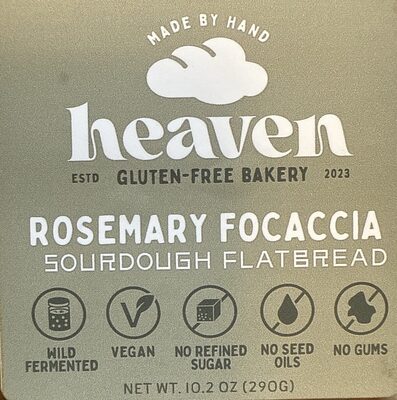 MADE BY HAND
heaven
ESTD GLUTEN-FREE BAKERY 2023
ROSEMARY FOCACCIA
SOURDOUGH FLATBREAD
WILD FERMENTED
VEGAN
NO REFINED SUGAR
NO SEED OILS
NO GUMS
NET WT. 10.2 OZ (290G)